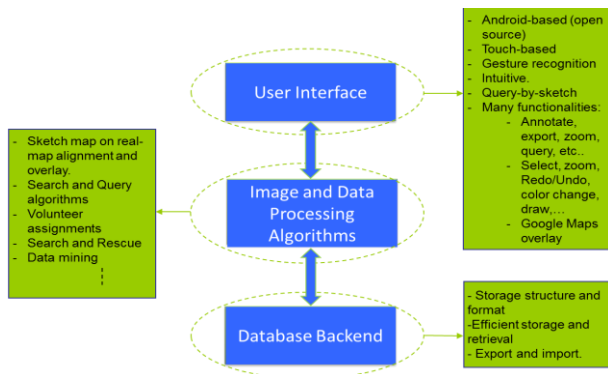 - Android-based (open
source)
- Touch-based
- Gesture recognition
- Intuitive.
- Query-by-sketch
- Many functionalities:
- Annotate,
export, zoom,
query, etc..
- Select, zoom,
Redo/Undo,
color change,
draw,...
- Google Maps
overlay
User Interface
- Sketch map on real-
map alignment and
overlay.
- Search and Query
algorithms
- Volunteer
assignments
- Search and Rescue
- Data mining
Image and Data
Processing
Algorithms
Database Backend
- Storage structure and
format
-Efficient storage and
retrieval
- Export and import.